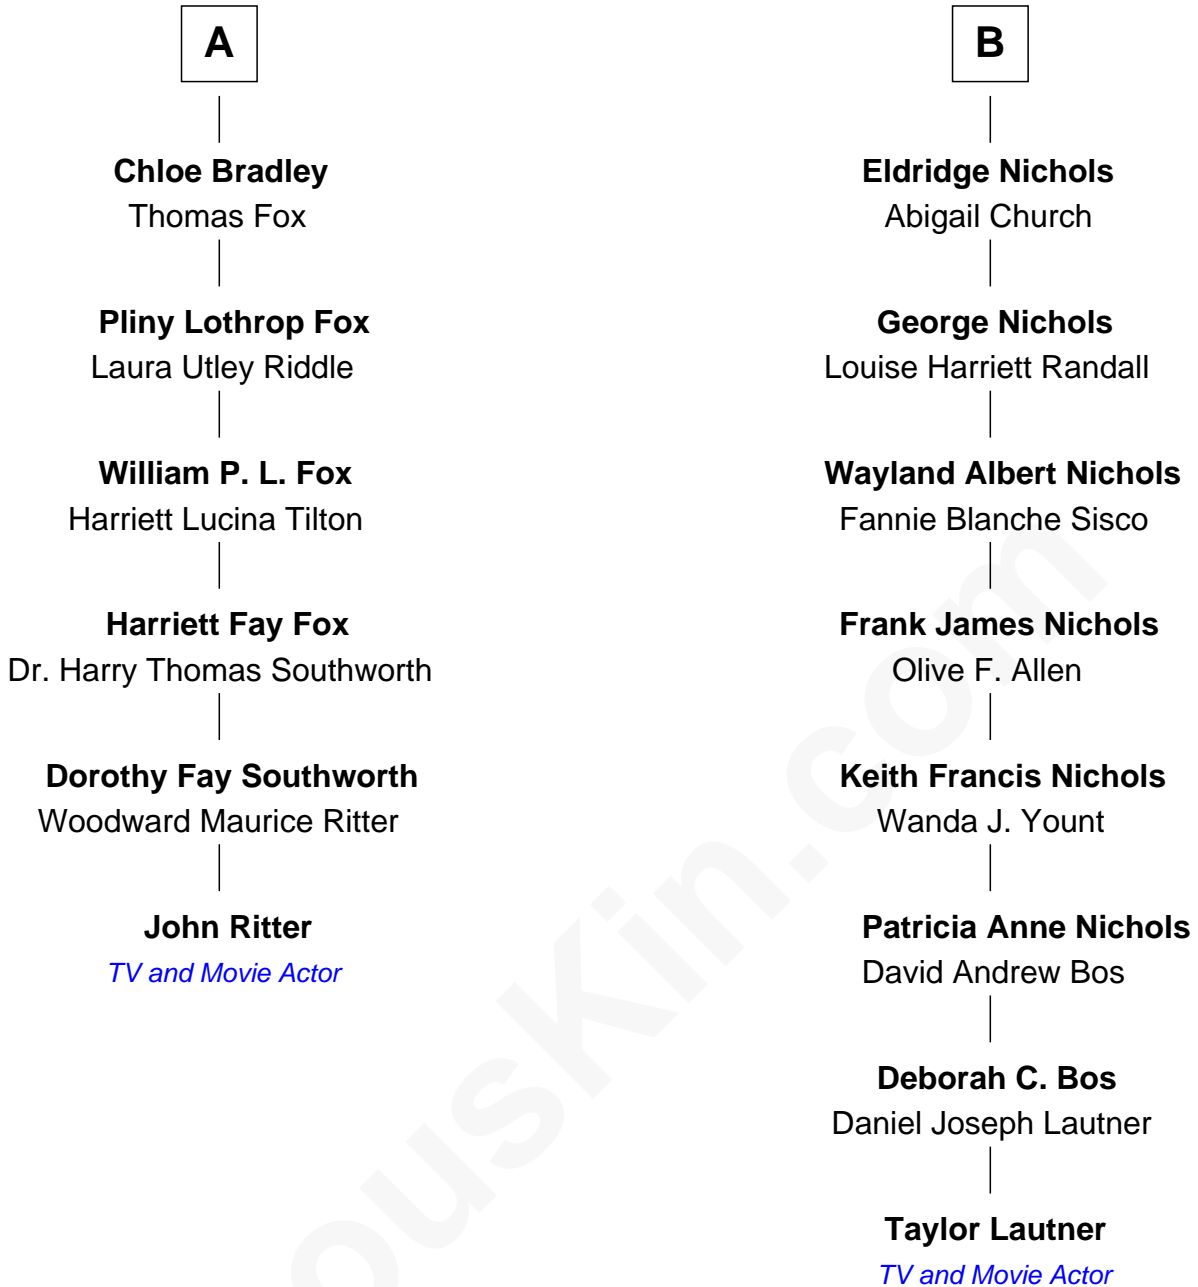 A
Chloe Bradley
Thomas Fox
Pliny Lothrop Fox
Laura Utley Riddle
William P. L. Fox
Harriett Lucina Tilton
Harriett Fay Fox
Dr. Harry Thomas Southworth
Dorothy Fay Southworth
Woodward Maurice Ritter
John Ritter
TV and Movie Actor
B
Eldridge Nichols
Abigail Church
George Nichols
Louise Harriett Randall
Wayland Albert Nichols
Fannie Blanche Sisco
Frank James Nichols
Olive F. Allen
Keith Francis Nichols
Wanda J. Yount
Patricia Anne Nichols
David Andrew Bos
Deborah C. Bos
Daniel Joseph Lautner
Taylor Lautner
TV and Movie Actor
ouskin.com